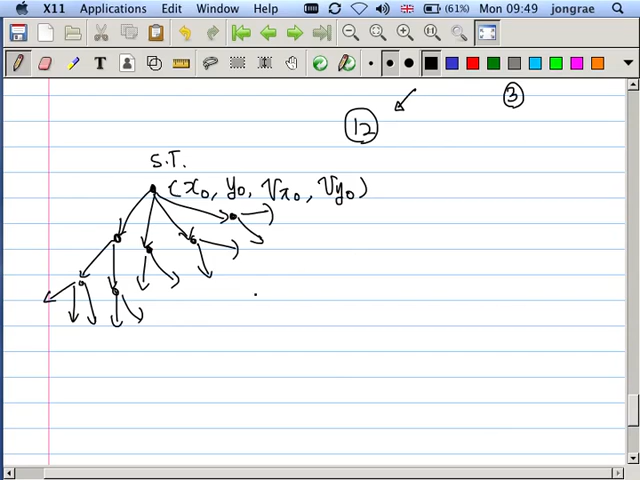 X11 Applications Edit Window Help (61%) Mon 09:49 jongrae
T
12
3
S.T.
(x₀, y₀, Vx₀, Vy₀)